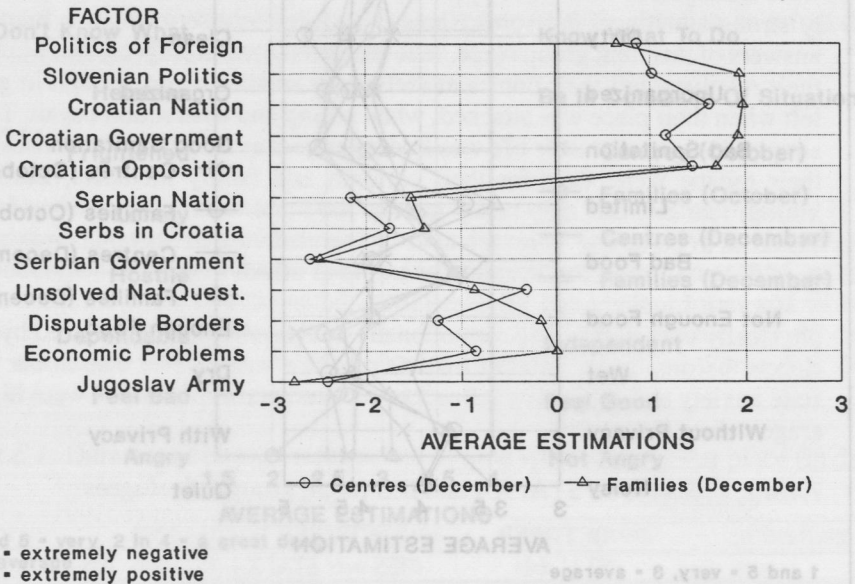 FACTOR
Politics of Foreign
Slovenian Politics
Croatian Nation
Croatian Government
Croatian Opposition
Serbian Nation
Serbs in Croatia
Serbian Government
Unsolved Nat.Quest.
Disputable Borders
Economic Problems
Jugoslav Army
-3 -2 -1 0 1 2 3
AVERAGE ESTIMATIONS
Centres (December) Families (December)
- extremely negative
- extremely positive